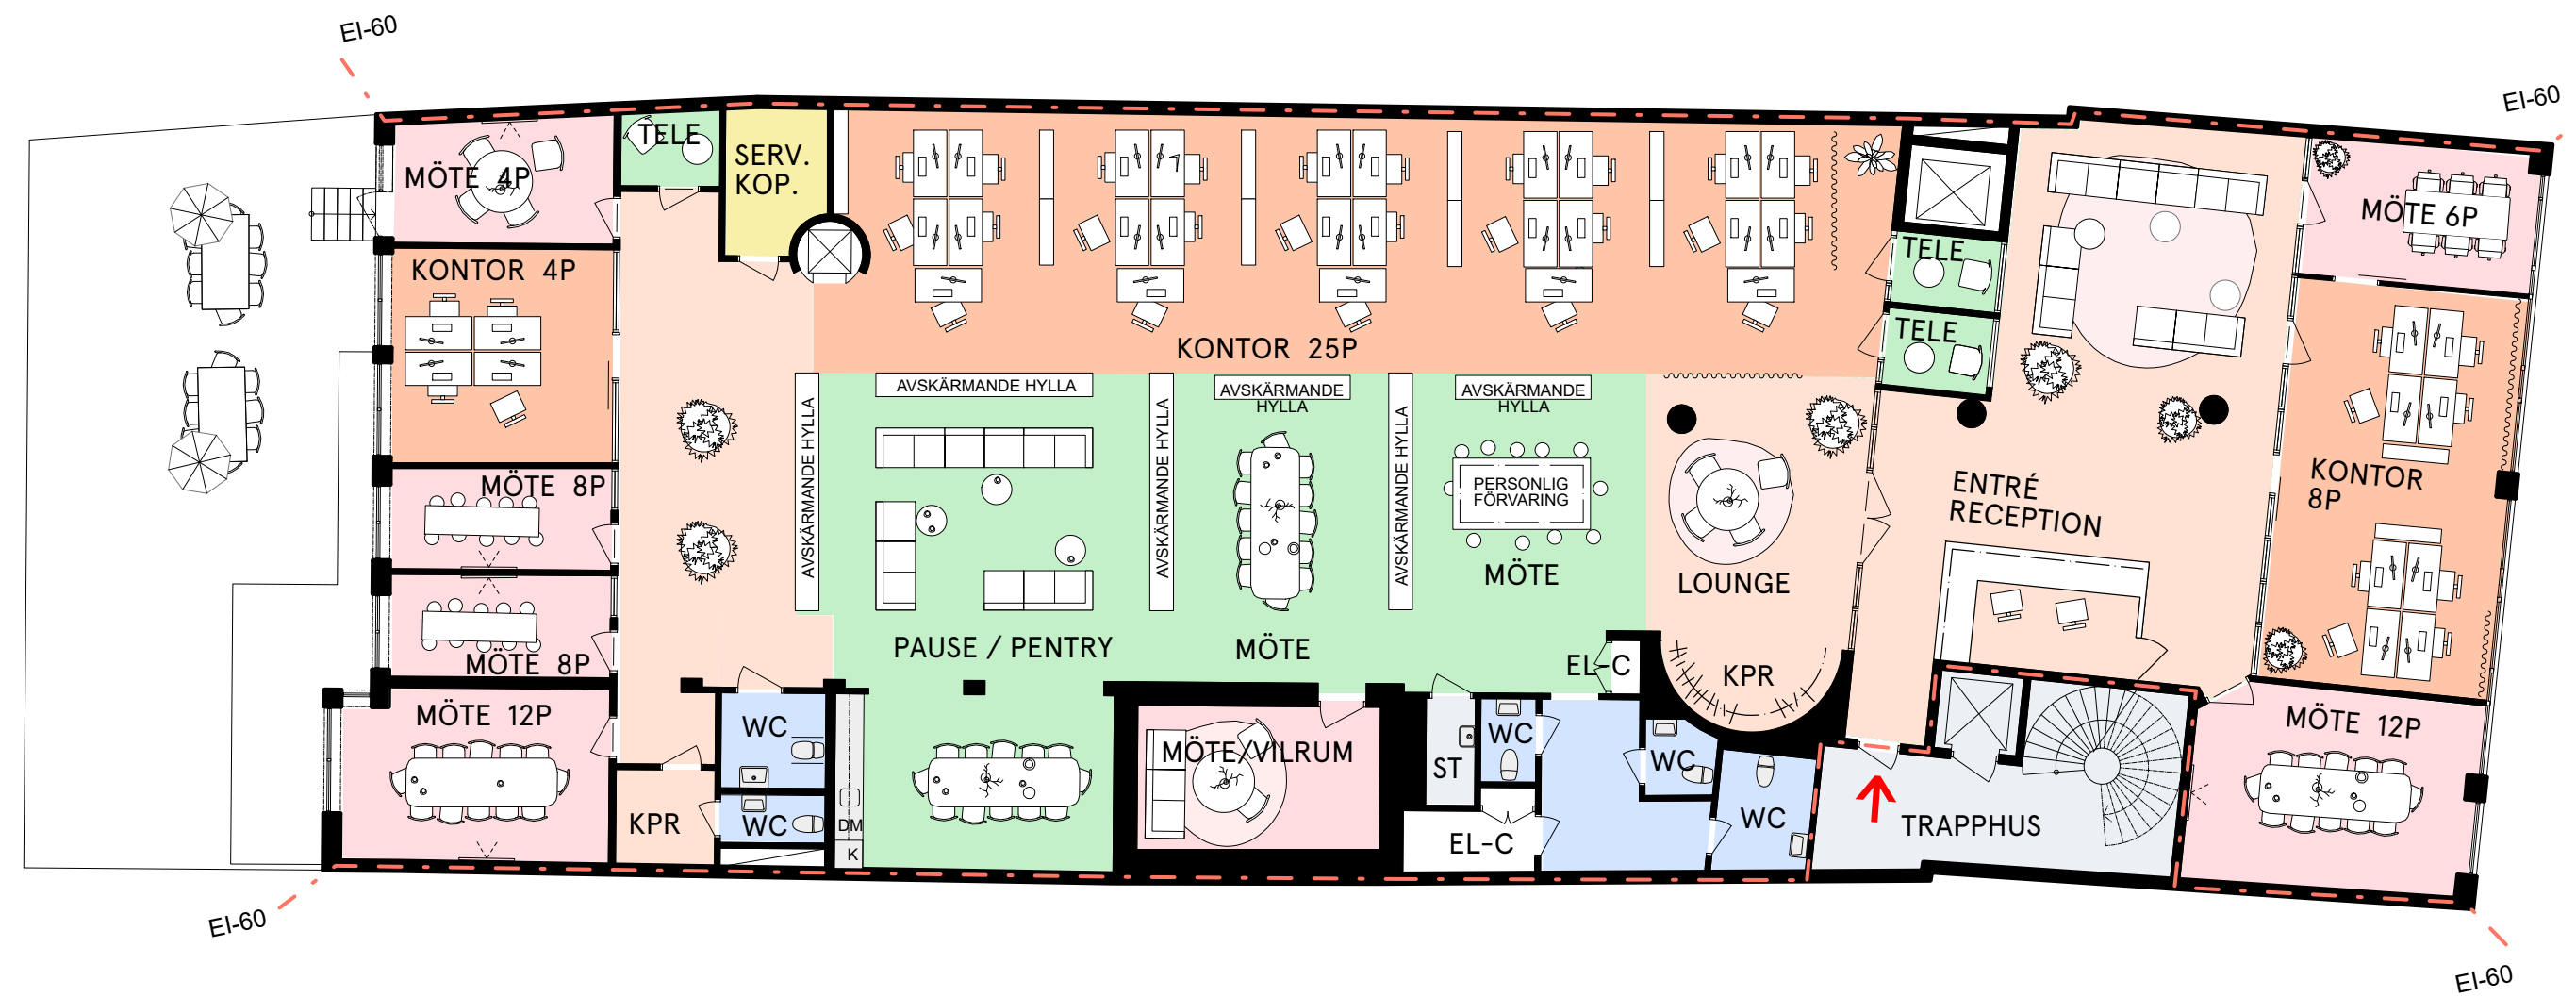 EI-60
EI-60
TELE
SERV.
KOP.
MÖTE 4P
MÖTE 6P
KONTOR 4P
TELE
TELE
KONTOR 25P
AVSKÄRMANDE HYLLA
AVSKÄRMANDE
HYLLA
AVSKÄRMANDE
HYLLA
AVSKÄRMANDE HYLLA
AVSKÄRMANDE HYLLA
AVSKÄRMANDE HYLLA
MÖTE 8P
PERSONLIG
FÖRVARING
ENTRÉ
RECEPTION
KONTOR
8P
MÖTE
LOUNGE
MÖTE 8P
PAUSE / PENTRY
MÖTE
EL-C
KPR
MÖTE 12P
WC
MÖTE/VILRUM
WC
ST
WC
MÖTE 12P
KPR
WC
DM
K
EL-C
WC
TRAPPHUS
EI-60
EI-60